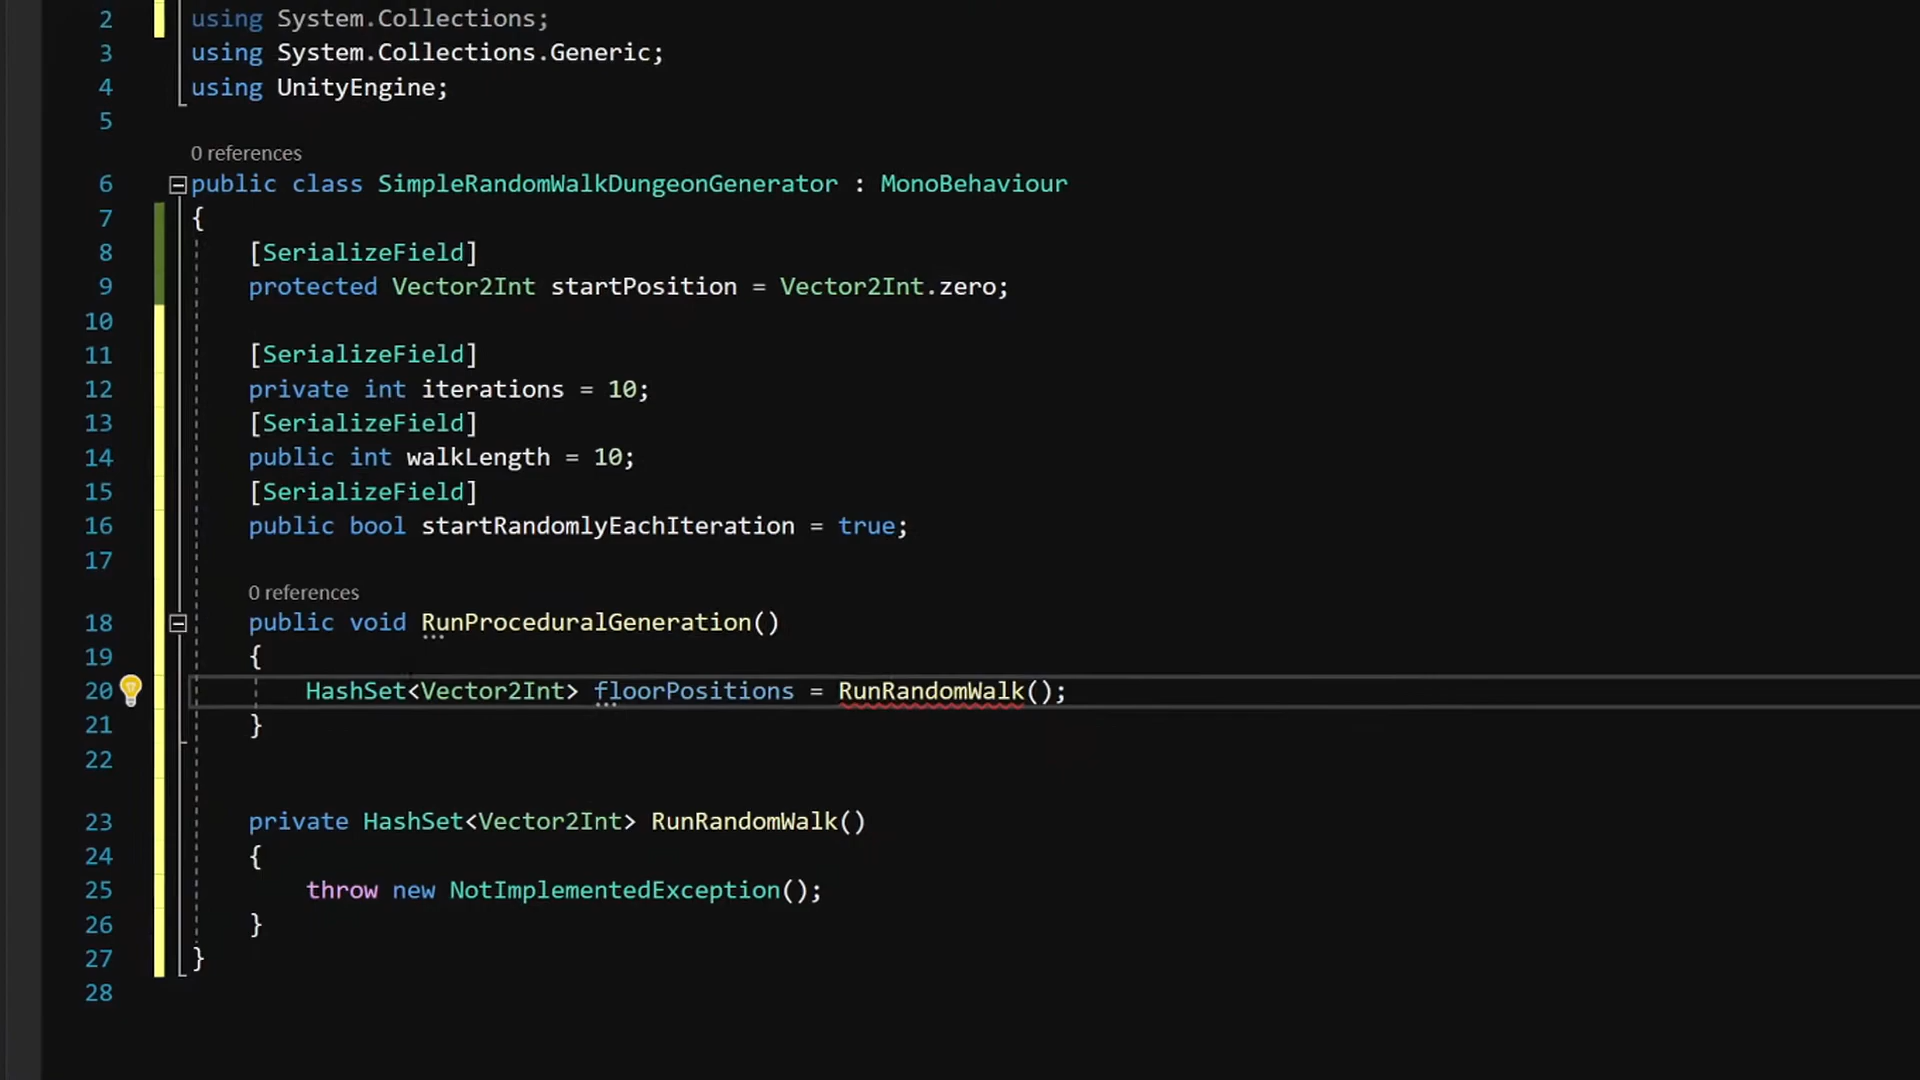 2 using System.Collections;
3 using System.Collections.Generic;
4 using UnityEngine;
5
0 references
6 public class SimpleRandomWalkDungeonGenerator : MonoBehaviour
7 {
8 [SerializeField]
9 protected Vector2Int startPosition = Vector2Int.zero;
10
11 [SerializeField]
12 private int iterations = 10;
13 [SerializeField]
14 public int walkLength = 10;
15 [SerializeField]
16 public bool startRandomlyEachIteration = true;
17
0 references
18 public void RunProceduralGeneration()
19 {
20 HashSet<Vector2Int> floorPositions = RunRandomWalk();
21 }
22
23 private HashSet<Vector2Int> RunRandomWalk()
24 {
25 throw new NotImplementedException();
26 }
27 }
28